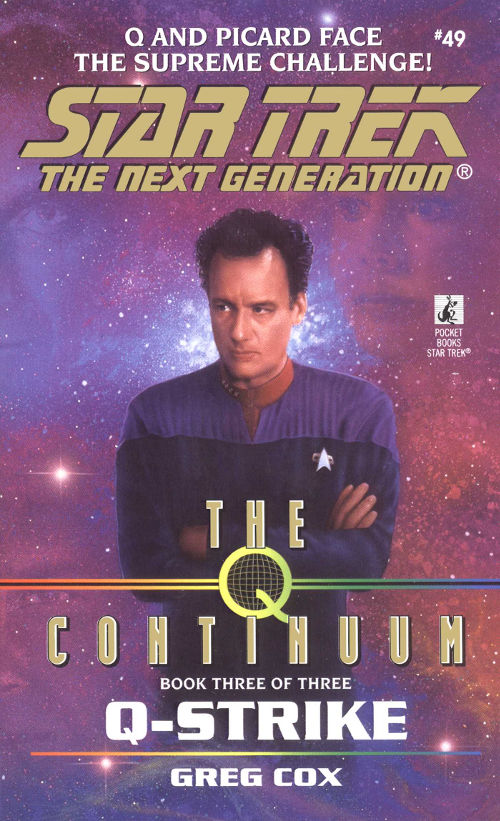 Q AND PICARD FACE
THE SUPREME CHALLENGE!
#49
STAR TREK
THE NEXT GENERATION®
POCKET
BOOKS
STAR TREK®
THE
Q
CONTINUUM
BOOK THREE OF THREE
Q-STRIKE
GREG COX